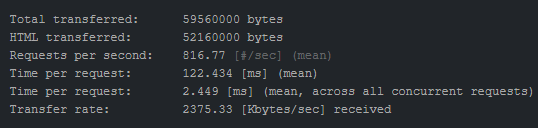 Total transferred: 59560000 bytes
HTML transferred: 52160000 bytes
Requests per second: 816.77 [#/sec] (mean)
Time per request: 122.434 [ms] (mean)
Time per request: 2.449 [ms] (mean, across all concurrent requests)
Transfer rate: 2375.33 [Kbytes/sec] received